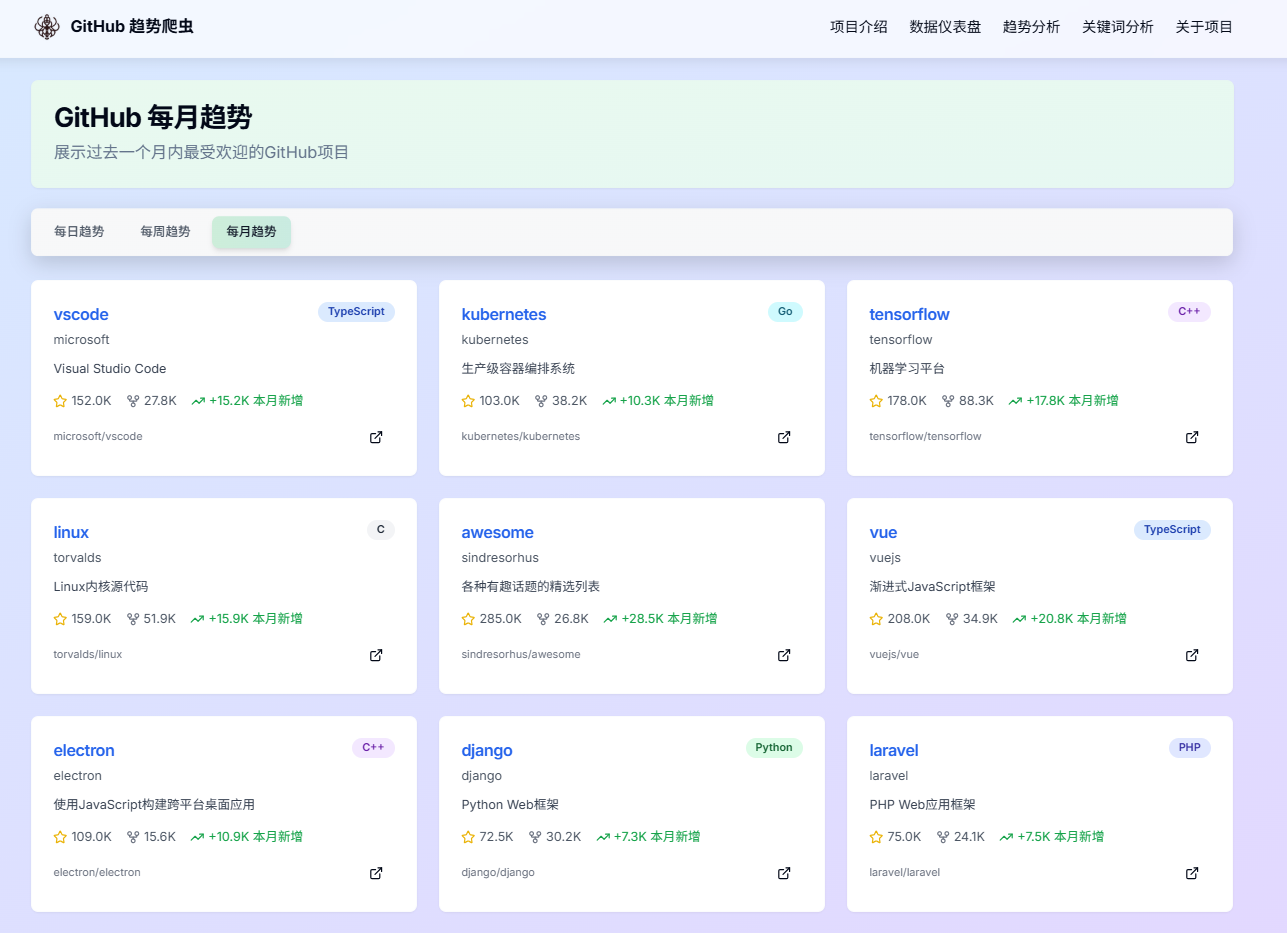 GitHub 趋势爬虫
项目介绍 数据仪表盘 趋势分析 关键词分析 关于项目
GitHub 每月趋势
展示过去一个月内最受欢迎的GitHub项目
每日趋势 每周趋势 每月趋势
vscode TypeScript
microsoft
Visual Studio Code
152.0K 27.8K +15.2K 本月新增
microsoft/vscode
kubernetes Go
kubernetes
生产级容器编排系统
103.0K 38.2K +10.3K 本月新增
kubernetes/kubernetes
tensorflow C++
tensorflow
机器学习平台
178.0K 88.3K +17.8K 本月新增
tensorflow/tensorflow
linux C
torvalds
Linux内核源代码
159.0K 51.9K +15.9K 本月新增
torvalds/linux
awesome
sindresorhus
各种有趣话题的精选列表
285.0K 26.8K +28.5K 本月新增
sindresorhus/awesome
vue TypeScript
vuejs
渐进式JavaScript框架
208.0K 34.9K +20.8K 本月新增
vuejs/vue
electron C++
electron
使用JavaScript构建跨平台桌面应用
109.0K 15.6K +10.9K 本月新增
electron/electron
django Python
django
Python Web框架
72.5K 30.2K +7.3K 本月新增
django/django
laravel PHP
laravel
PHP Web应用框架
75.0K 24.1K +7.5K 本月新增
laravel/laravel